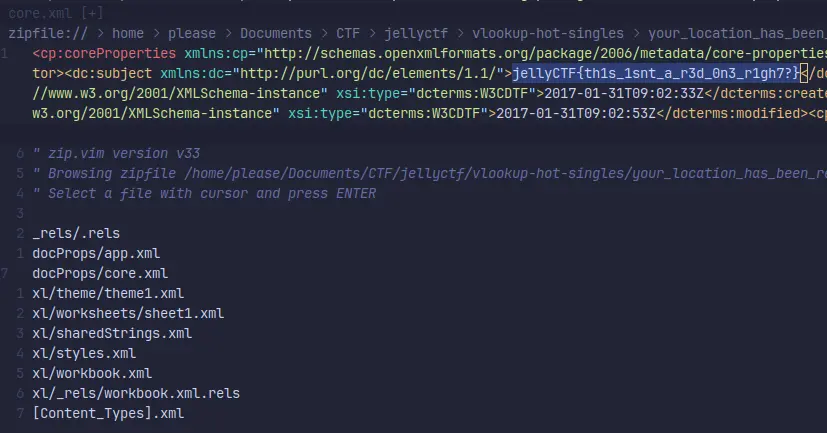 core.xml [+]
zipfile:// > home > please > Documents > CTF > jellyctf > vlookup-hot-singles > your_location_has_been_
1 <cp:coreProperties xmlns:cp="http://schemas.openxmlformats.org/package/2006/metadata/core-properties
tor><dc:subject xmlns:dc="http://purl.org/dc/elements/1.1/">jellyCTF{th1s_1snt_a_r3d_0n3_r1gh7?}</d
//www.w3.org/2001/XMLSchema-instance" xsi:type="dcterms:W3CDTF">2017-01-31T09:02:33Z</dcterms:create
w3.org/2001/XMLSchema-instance" xsi:type="dcterms:W3CDTF">2017-01-31T09:02:53Z</dcterms:modified><cp
6 " zip.vim version v33
5 " Browsing zipfile /home/please/Documents/CTF/jellyctf/vlookup-hot-singles/your_location_has_been_re
4 " Select a file with cursor and press ENTER
3
2 _rels/.rels
1 docProps/app.xml
7 docProps/core.xml
1 xl/theme/theme1.xml
2 xl/worksheets/sheet1.xml
3 xl/sharedStrings.xml
4 xl/styles.xml
5 xl/workbook.xml
6 xl/_rels/workbook.xml.rels
7 [Content_Types].xml